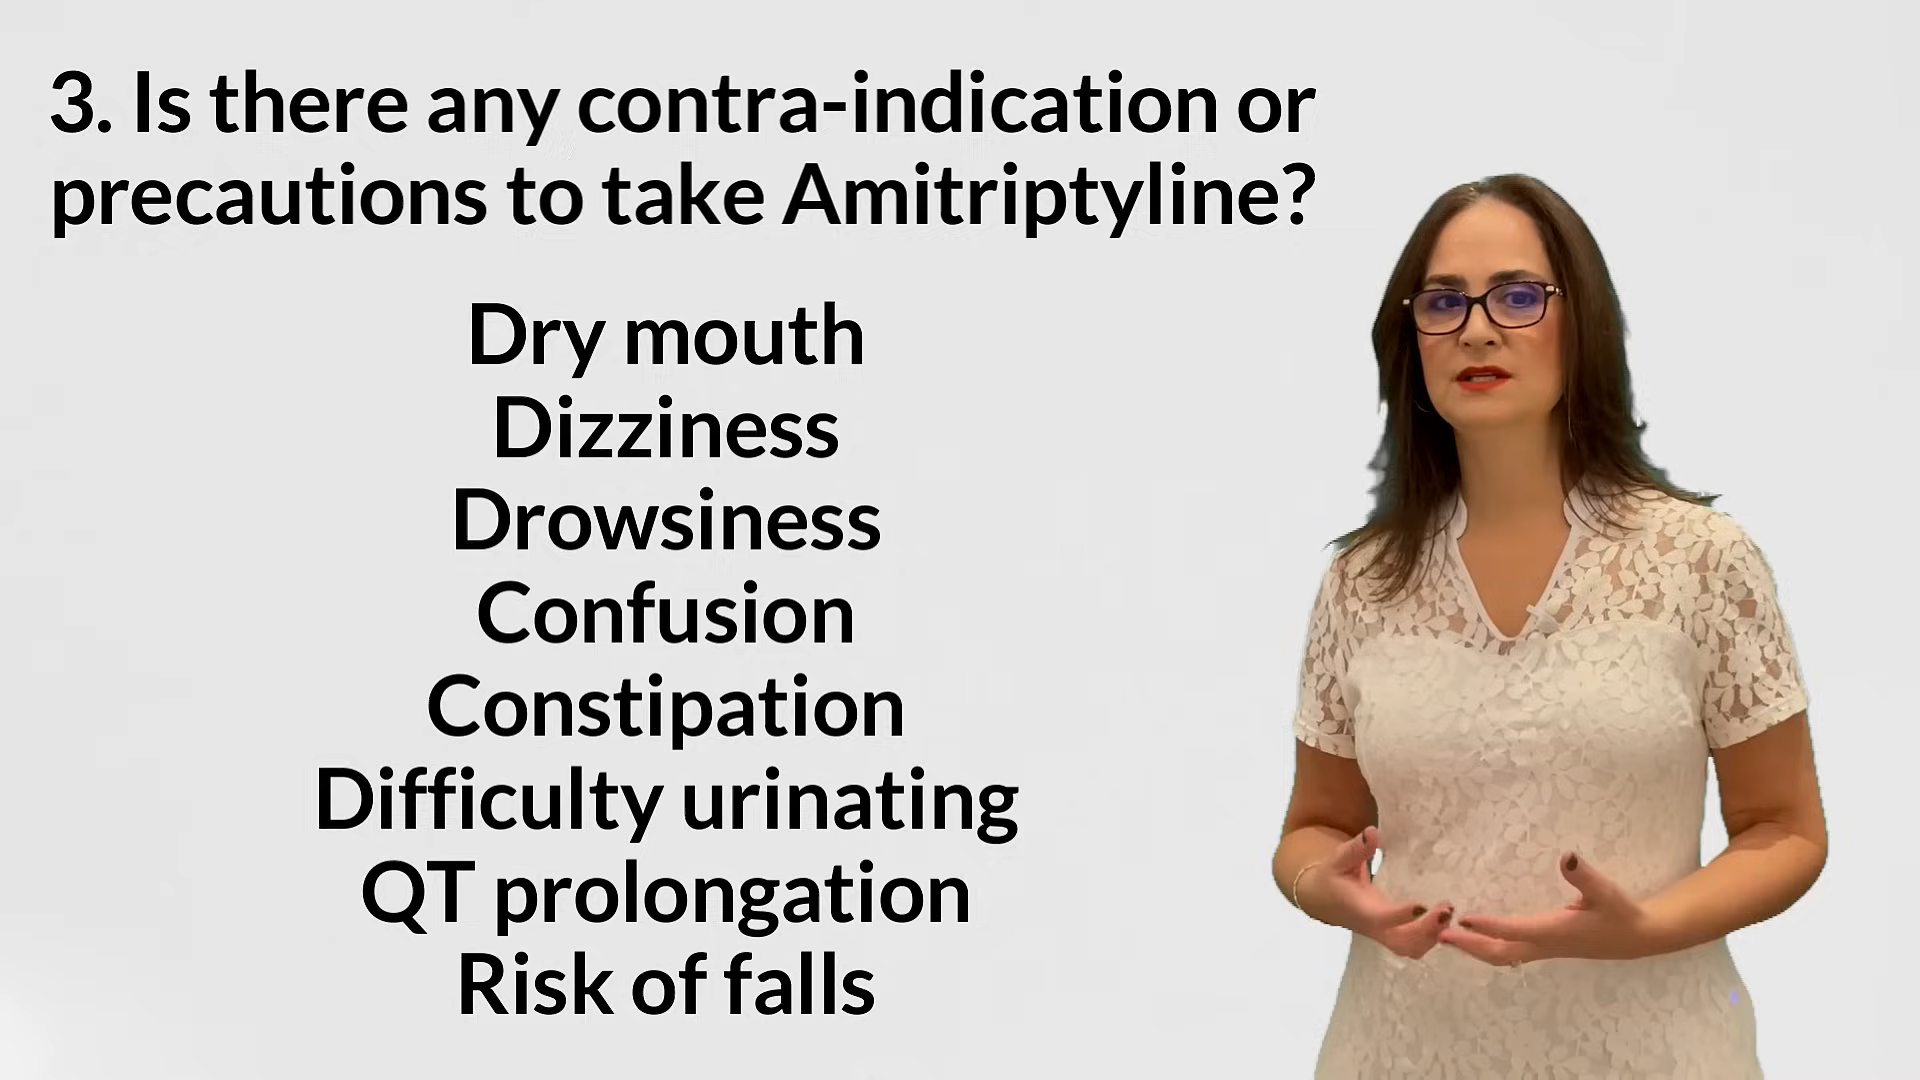 3. Is there any contra-indication or
precautions to take Amitriptyline?
Dry mouth
Dizziness
Drowsiness
Confusion
Constipation
Difficulty urinating
QT prolongation
Risk of falls